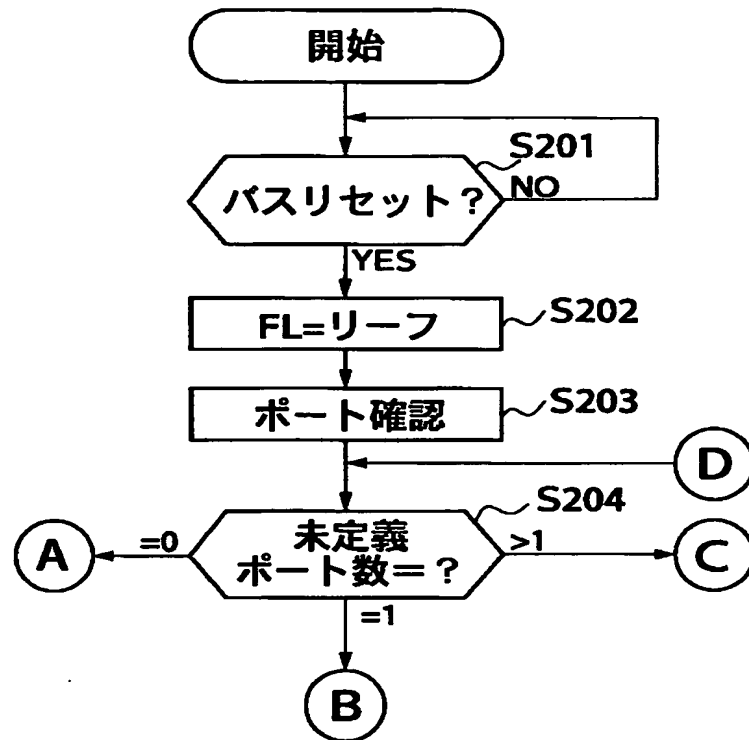 開始
S201
バスリセット？
NO
YES
FL=リーフ
S202
ポート確認
S203
D
S204
未定義
ポート数=？
A
=0
>1
C
=1
B